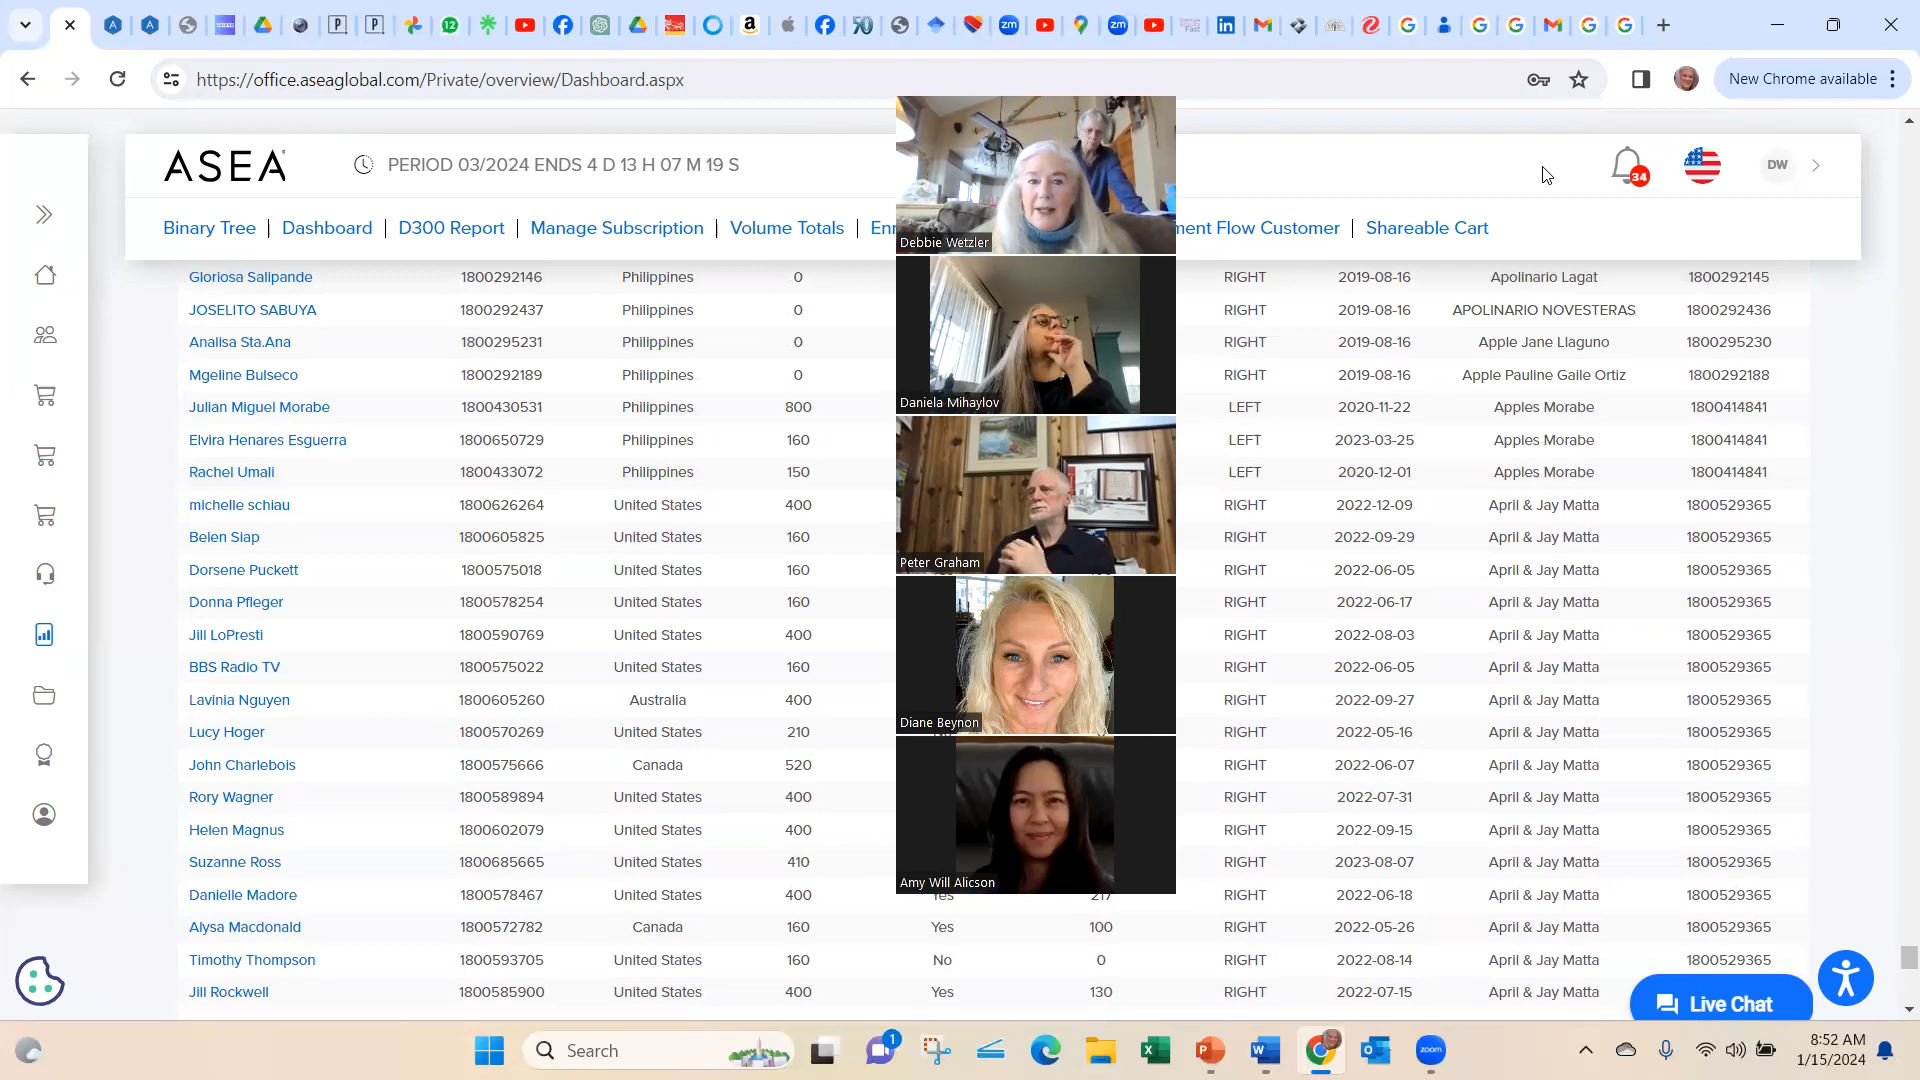 https://office.aseaglobal.com/Private/overview/Dashboard.aspx
New Chrome available
ASEA
PERIOD 03/2024 ENDS 4 D 13 H 07 M 19 S
34
DW
Binary Tree | Dashboard | D300 Report | Manage Subscription | Volume Totals | Enr
ment Flow Customer | Shareable Cart
Gloriosa Salipande 1800292146 Philippines 0 RIGHT 2019-08-16 Apolinario Lagat 1800292145
JOSELITO SABUYA 1800292437 Philippines 0 RIGHT 2019-08-16 APOLINARIO NOVESTERAS 1800292436
Analisa Sta.Ana 1800295231 Philippines 0 RIGHT 2019-08-16 Apple Jane Llaguno 1800295230
Mgeline Bulseco 1800292189 Philippines 0 RIGHT 2019-08-16 Apple Pauline Gaile Ortiz 1800292188
Julian Miguel Morabe 1800430531 Philippines 800 LEFT 2020-11-22 Apples Morabe 1800414841
Elvira Henares Esguerra 1800650729 Philippines 160 LEFT 2023-03-25 Apples Morabe 1800414841
Rachel Umali 1800433072 Philippines 150 LEFT 2020-12-01 Apples Morabe 1800414841
michelle schiau 1800626264 United States 400 RIGHT 2022-12-09 April & Jay Matta 1800529365
Belen Siap 1800605825 United States 160 RIGHT 2022-09-29 April & Jay Matta 1800529365
Dorsene Puckett 1800575018 United States 160 RIGHT 2022-06-05 April & Jay Matta 1800529365
Donna Pfleger 1800578254 United States 160 RIGHT 2022-06-17 April & Jay Matta 1800529365
Jill LoPresti 1800590769 United States 400 RIGHT 2022-08-03 April & Jay Matta 1800529365
BBS Radio TV 1800575022 United States 160 RIGHT 2022-06-05 April & Jay Matta 1800529365
Lavinia Nguyen 1800605260 Australia 400 RIGHT 2022-09-27 April & Jay Matta 1800529365
Lucy Hoger 1800570269 United States 210 RIGHT 2022-05-16 April & Jay Matta 1800529365
John Charlebois 1800575666 Canada 520 RIGHT 2022-06-07 April & Jay Matta 1800529365
Rory Wagner 1800589894 United States 400 RIGHT 2022-07-31 April & Jay Matta 1800529365
Helen Magnus 1800602079 United States 400 RIGHT 2022-09-15 April & Jay Matta 1800529365
Suzanne Ross 1800685665 United States 410 RIGHT 2023-08-07 April & Jay Matta 1800529365
Danielle Madore 1800578467 United States 400 Yes 217 RIGHT 2022-06-18 April & Jay Matta 1800529365
Alysa Macdonald 1800572782 Canada 160 Yes 100 RIGHT 2022-05-26 April & Jay Matta 1800529365
Timothy Thompson 1800593705 United States 160 No 0 RIGHT 2022-08-14 April & Jay Matta 1800529365
Jill Rockwell 1800585900 United States 400 Yes 130 RIGHT 2022-07-15 April & Jay Matta
Debbie Wetzler
Daniela Mihaylov
Peter Graham
Diane Beynon
Amy Will Alicson
Live Chat
Search
1
zoom
8:52 AM
1/15/2024